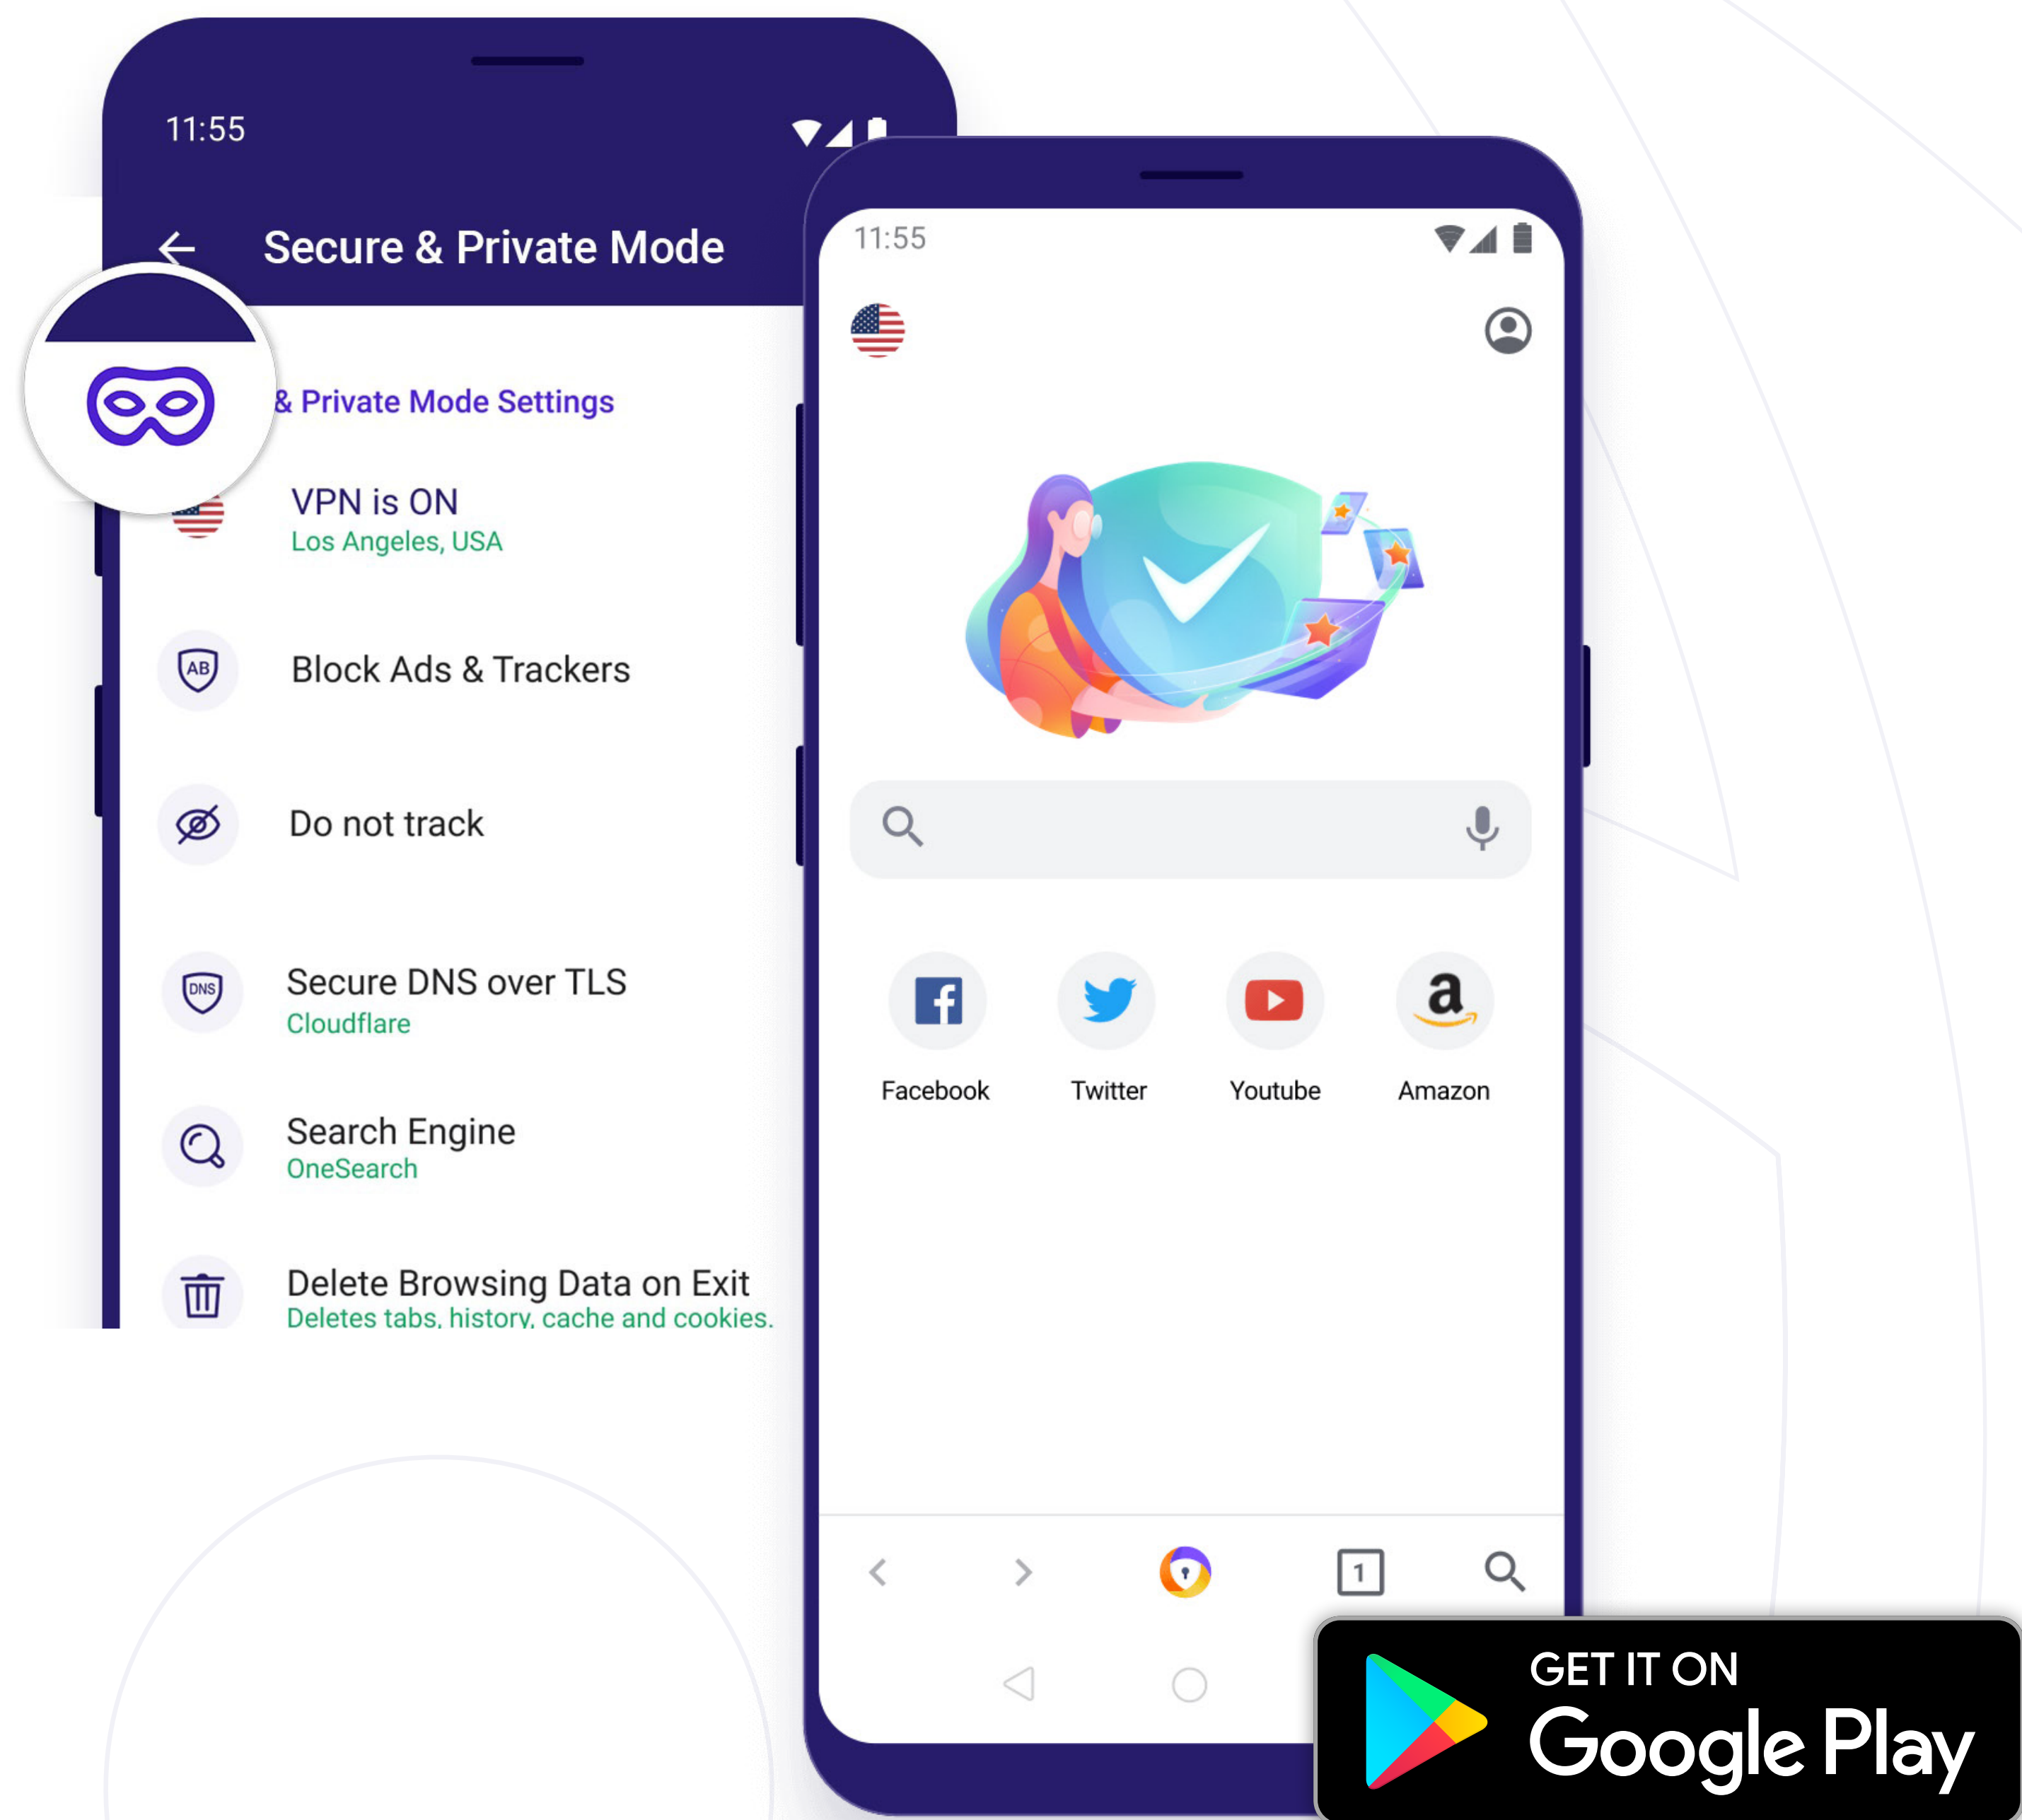 11:55
Secure & Private Mode
& Private Mode Settings
VPN is ON
Los Angeles, USA
AB
Block Ads & Trackers
Do not track
DNS
Secure DNS over TLS
Cloudflare
Search Engine
OneSearch
Delete Browsing Data on Exit
Deletes tabs, history, cache and cookies.
11:55
Facebook
Twitter
Youtube
a
Amazon
1
GET IT ON
Google Play